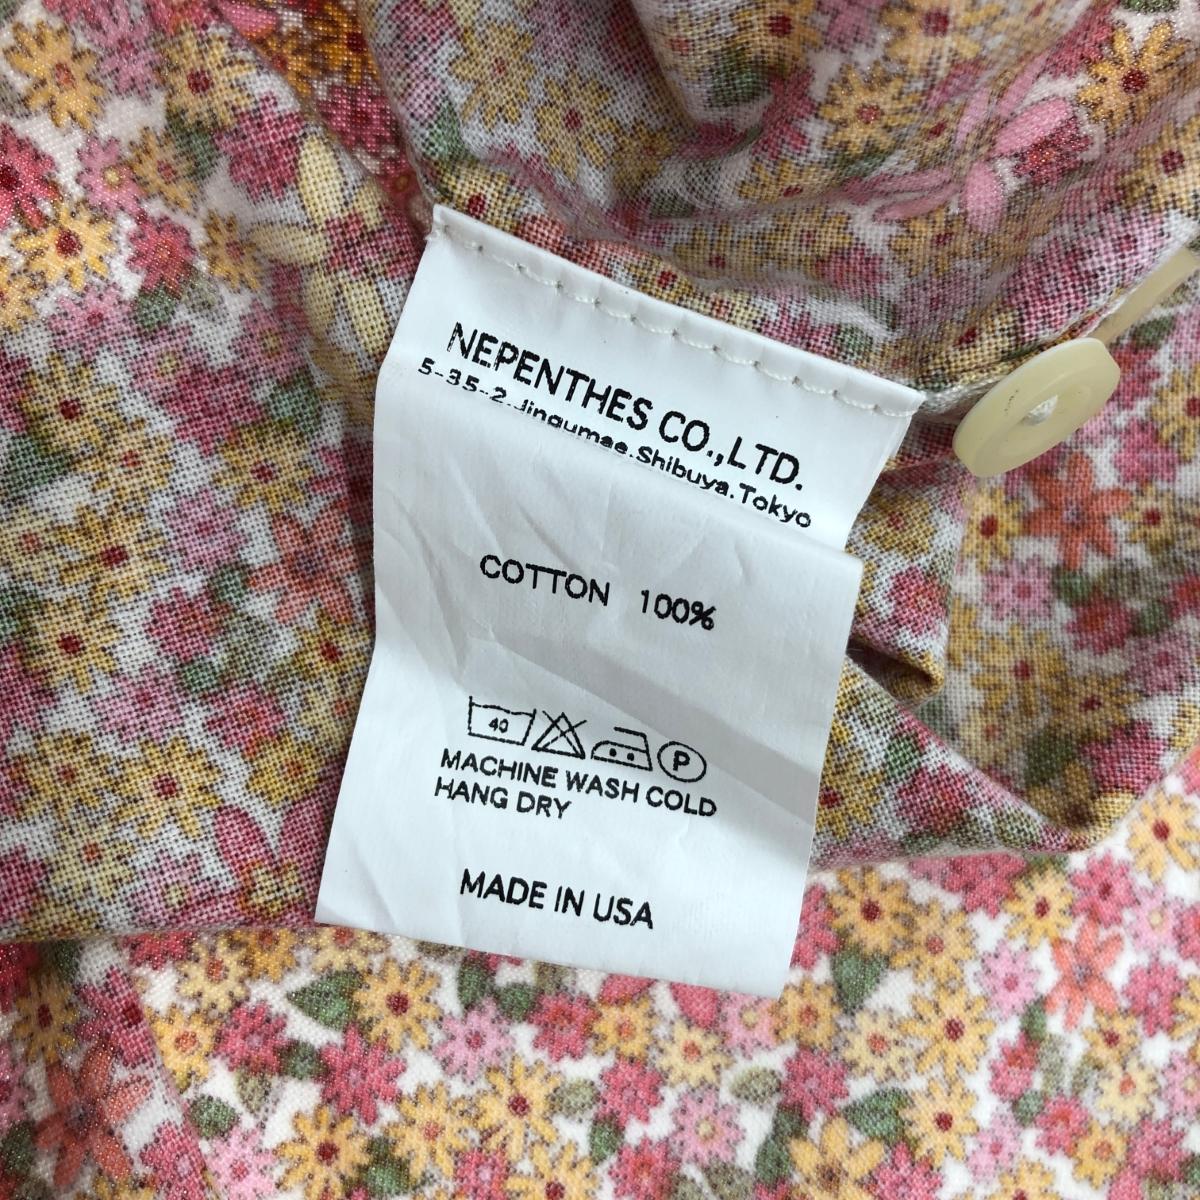 NEPENTHES CO.,LTD.
5-35-2.Jingumae.Shibuya.Tokyo
COTTON 100%
40 P
MACHINE WASH COLD
HANG DRY
MADE IN USA